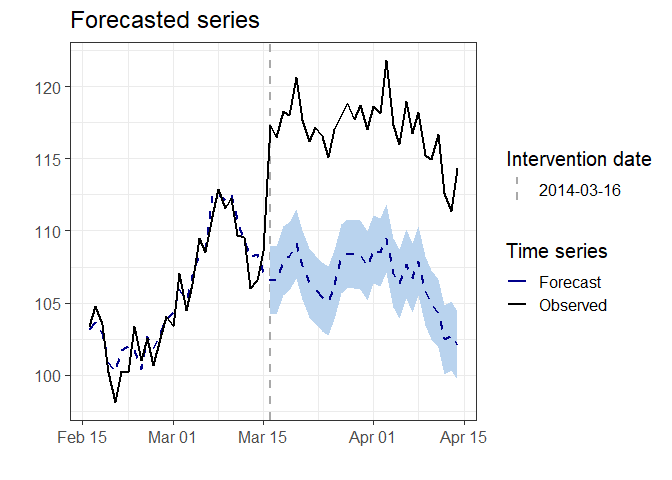 Forecasted series
120
115
110
105
100
Feb 15
Mar 01
Mar 15
Apr 01
Apr 15
Intervention date
2014-03-16
Time series
Forecast
Observed